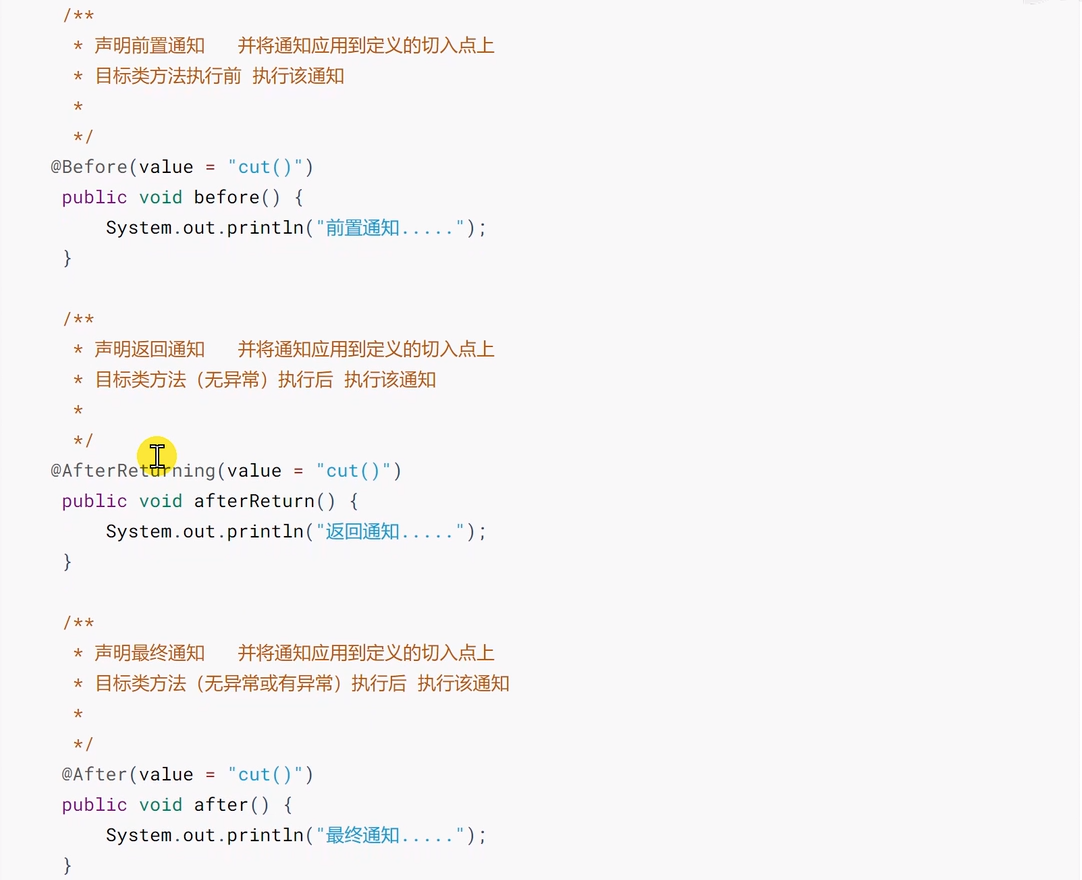 /**
* 声明前置通知 并将通知应用到定义的切入点上
* 目标类方法执行前 执行该通知
*
*/
@Before(value = "cut()")
public void before() {
System.out.println("前置通知.....");
}
/**
* 声明返回通知 并将通知应用到定义的切入点上
* 目标类方法（无异常）执行后 执行该通知
*
*/
@AfterReturning(value = "cut()")
public void afterReturn() {
System.out.println("返回通知.....");
}
/**
* 声明最终通知 并将通知应用到定义的切入点上
* 目标类方法（无异常或有异常）执行后 执行该通知
*
*/
@After(value = "cut()")
public void after() {
System.out.println("最终通知.....");
}